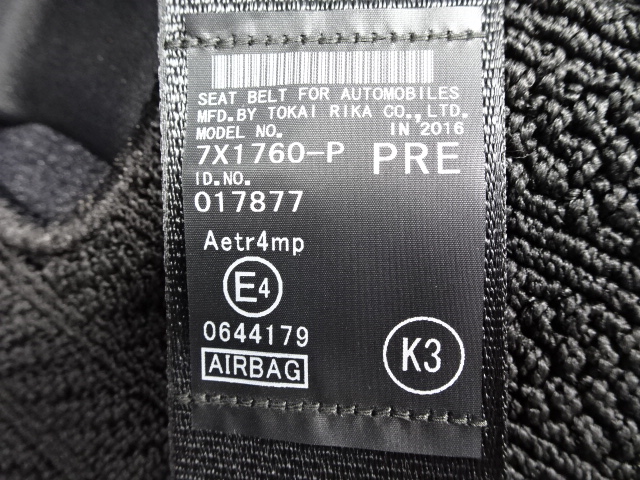 SEAT BELT FOR AUTOMOBILES
MFD.BY TOKAI RIKA CO.,LTD.
MODEL NO. IN 2016
7X1760-P PRE
ID.NO.
017877
Aetr4mp
E4
0644179
AIRBAG
K3